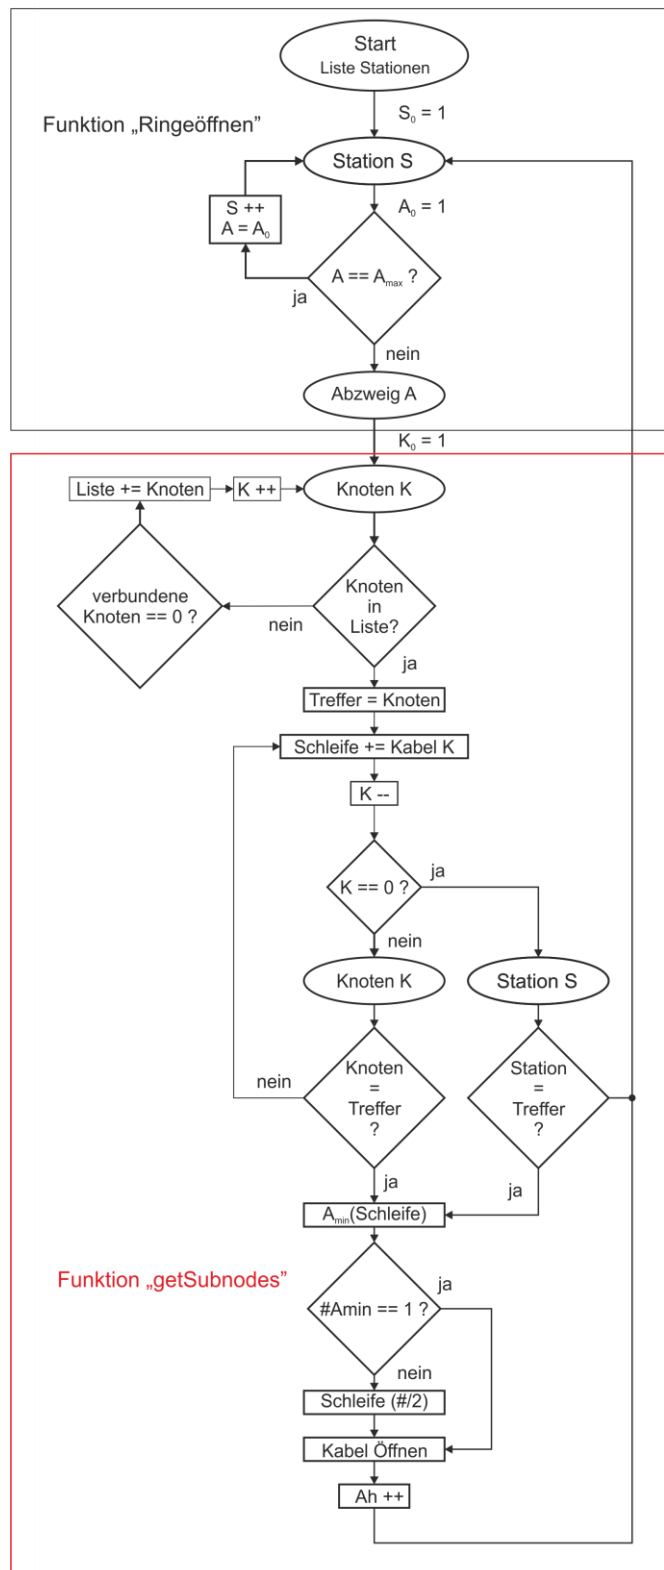 Start
Liste Stationen
S₀ = 1
Funktion „Ringeöffnen”
Station S
S ++
A = A₀
A₀ = 1
A == Aₘₐₓ ?
ja
nein
Abzweig A
K₀ = 1
Liste += Knoten
K ++
Knoten K
verbundene
Knoten == 0 ?
nein
Knoten
in
Liste?
ja
Treffer = Knoten
Schleife += Kabel K
K --
K == 0 ?
ja
nein
Knoten K
Station S
nein
Knoten
=
Treffer
?
Station
=
Treffer
?
ja
ja
Aₘᵢₙ(Schleife)
Funktion „getSubnodes”
#Amin == 1 ?
ja
nein
Schleife (#/2)
Kabel Öffnen
Ah ++